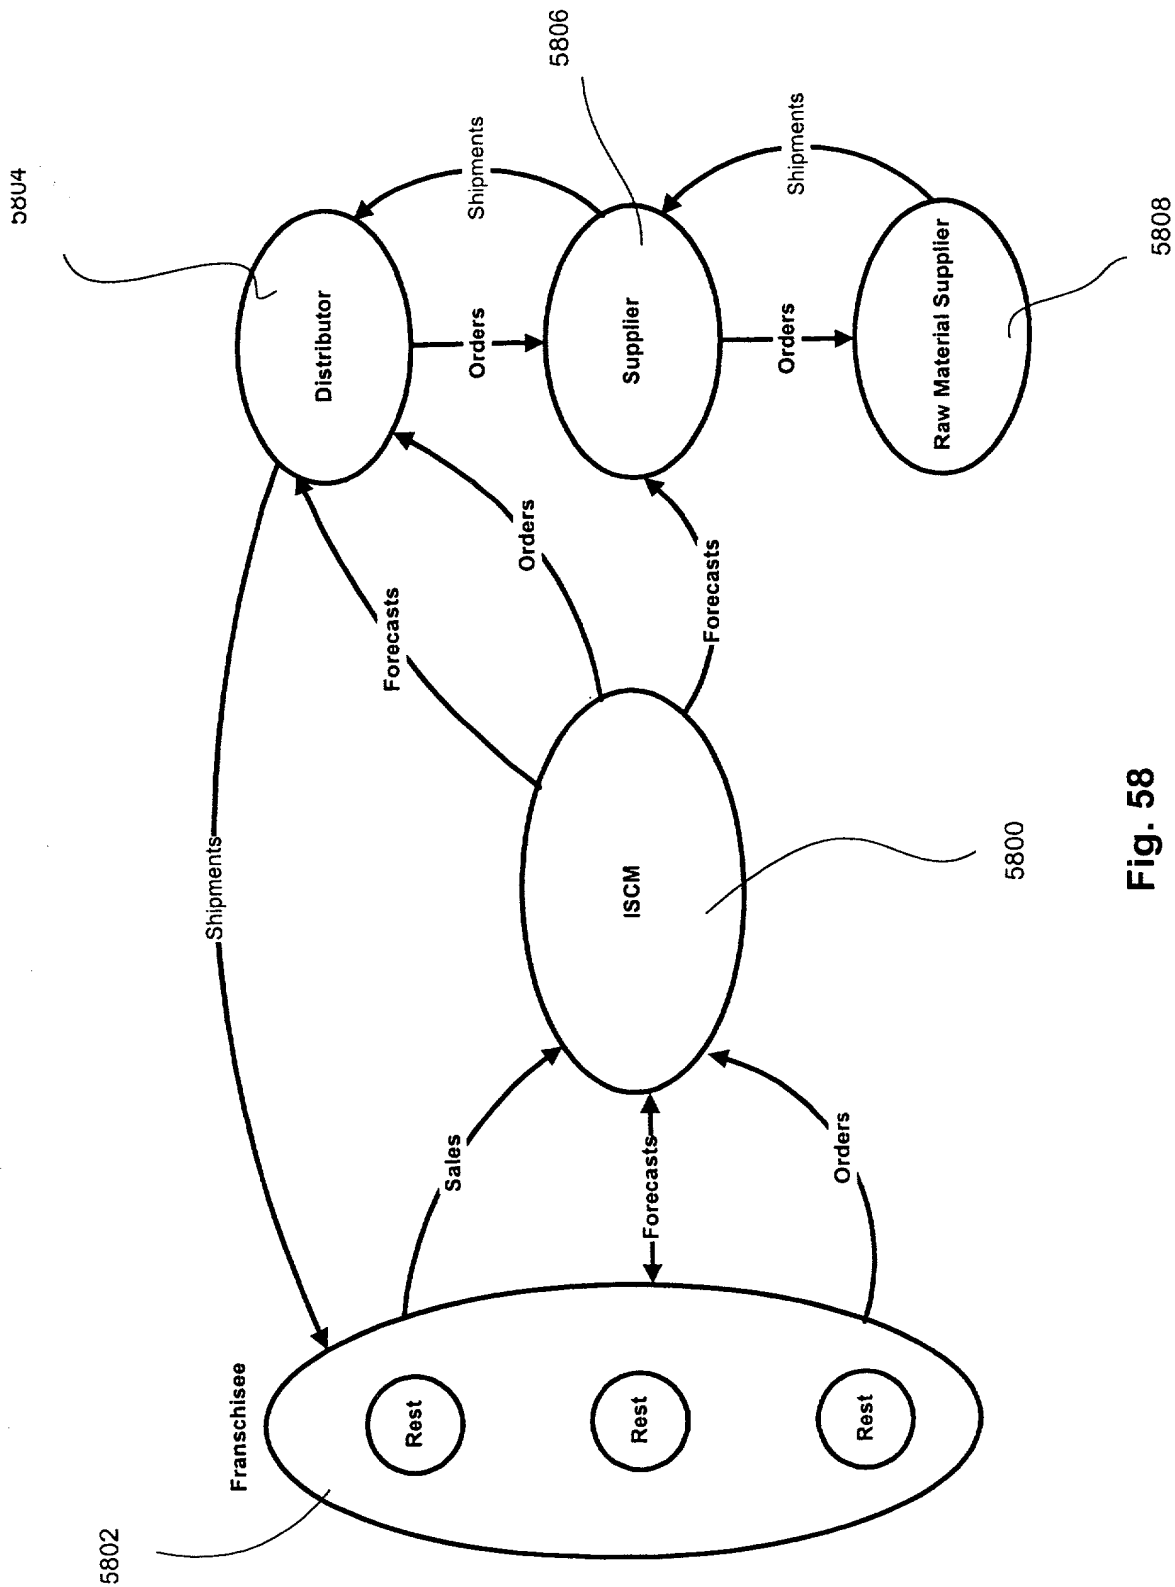 5804
5802
Shipments
Franschisee
Distributor
Forecasts
Rest
Sales
Orders
Shipments
Orders
5806
Rest
Forecasts
ISCM
Supplier
Forecasts
Orders
Shipments
Orders
Rest
Raw Material Supplier
5800
Fig. 58
5808